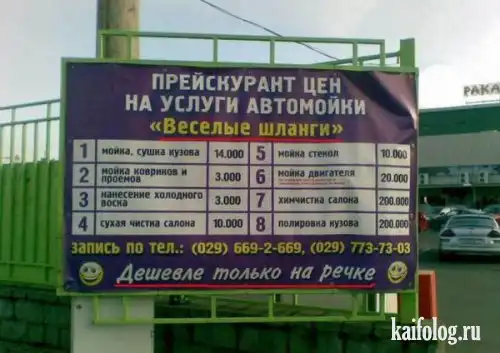 РАКА
ПРЕЙСКУРАНТ ЦЕН
НА УСЛУГИ АВТОМОЙКИ
«Веселые шланги»
1 мойка, сушка кузова 14.000 5 мойка стекол 10.000
2 мойка ковриков и проемов 3.000 6 мойка двигателя 20.000
3 нанесение холодного воска 3.000 7 химчистка салона 200.000
4 сухая чистка салона 10.000 8 полировка кузова 200.000
запись по тел.: (029) 669-2-669, (029) 773-73-03
Дешевле только на речке
kaifolog.ru